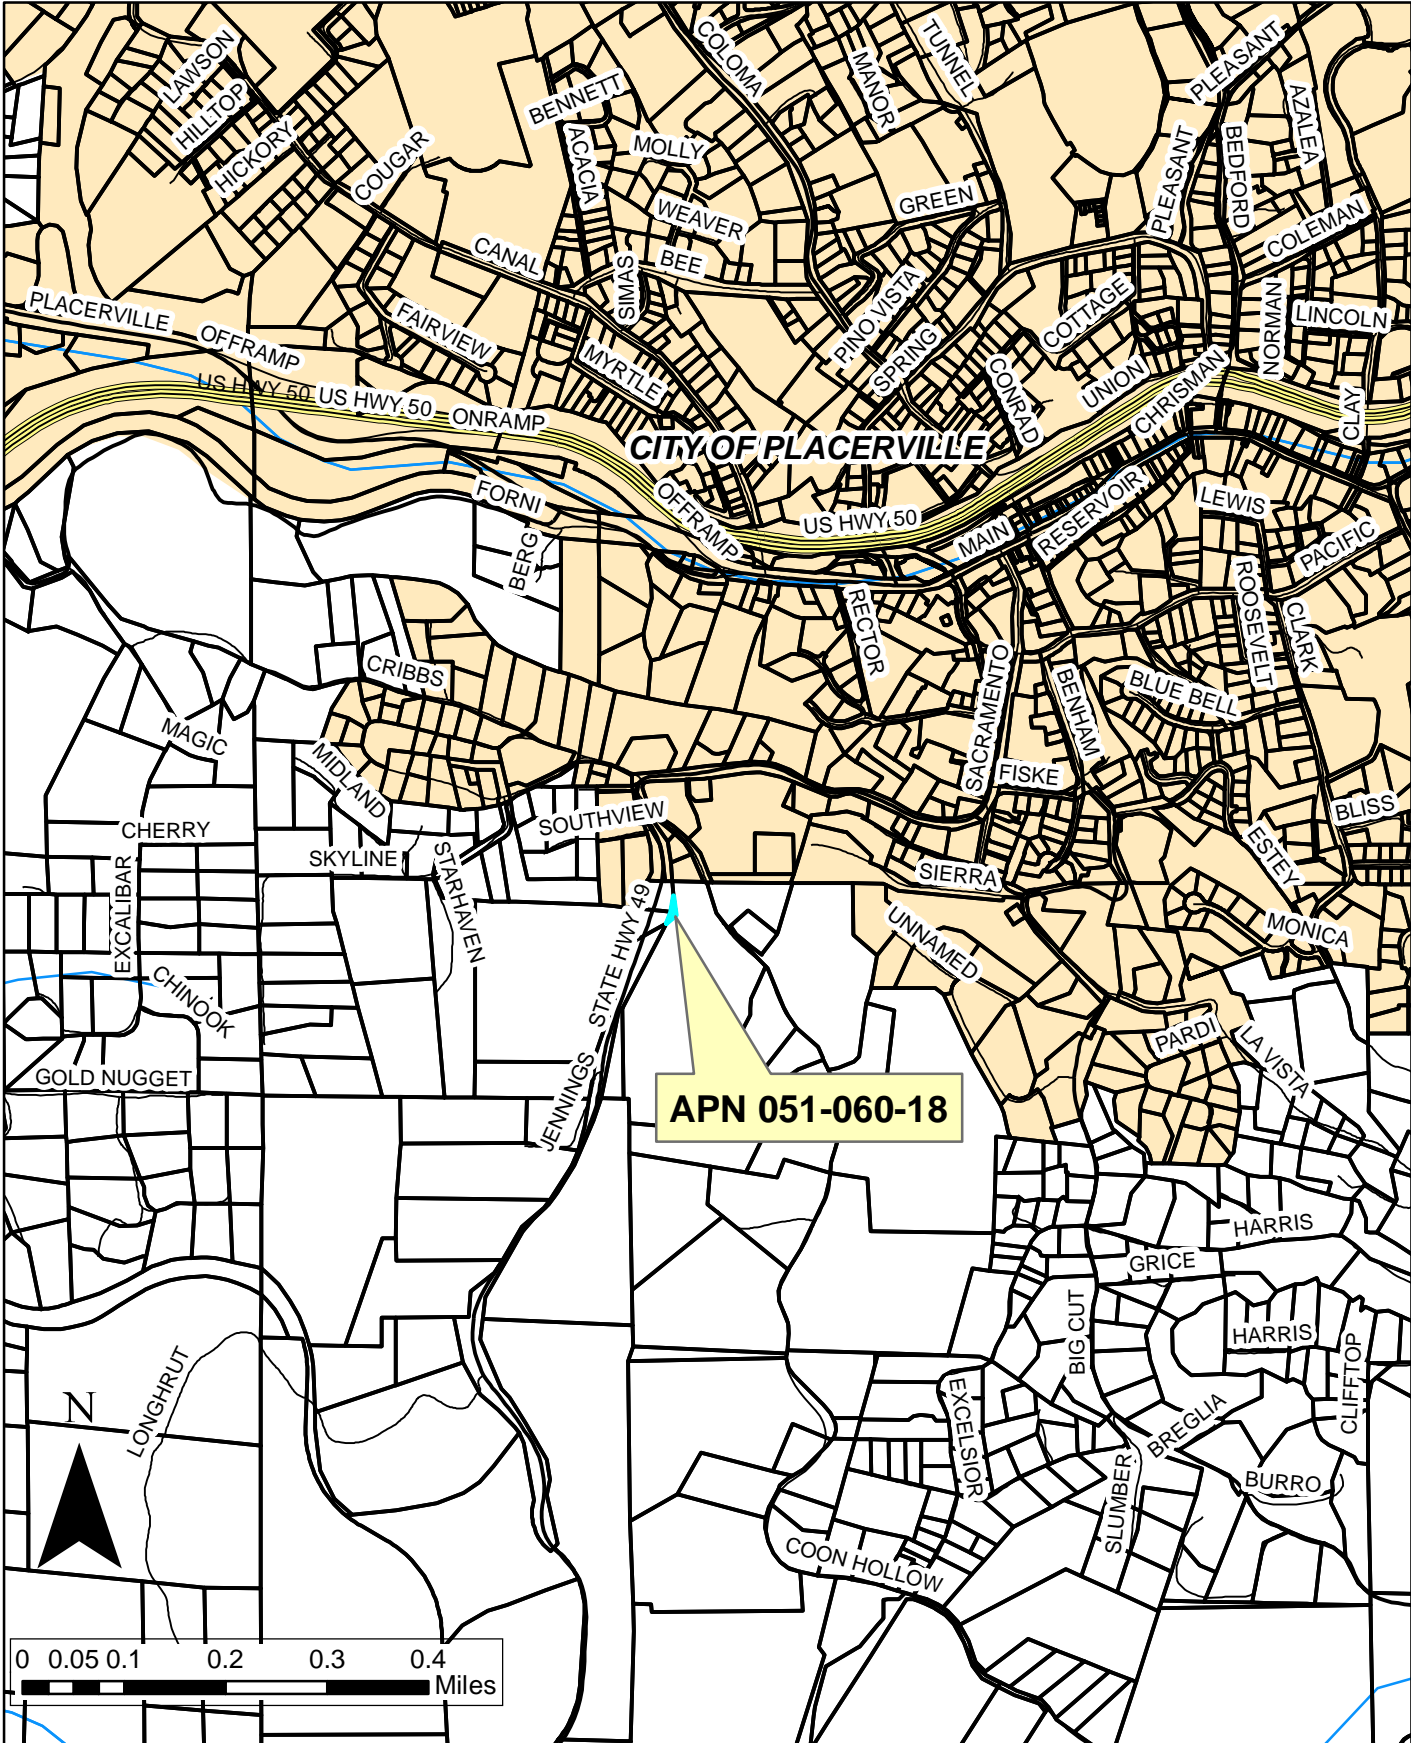 LAWSON
HILLTOP
HICKORY
COUGAR
BENNETT
ACACIA
MOLLY
WEAVER
BEE
SIMAS
CANAL
COLOMA
MANOR
TUNNEL
GREEN
PLEASANT
PLEASANT
BEDFORD
AZALEA
COLEMAN
NORMAN
LINCOLN
PLACERVILLE
OFFRAMP
FAIRVIEW
MYRTLE
PINO VISTA
SPRING
COTTAGE
CONRAD
UNION
CHRISMAN
CLAY
US HWY 50
US HWY 50
ONRAMP
CITY OF PLACERVILLE
FORNI
OFFRAMP
US HWY 50
MAIN
RESERVOIR
LEWIS
PACIFIC
BERG
RECTOR
ROOSEVELT
CLARK
CRIBBS
SACRAMENTO
BENHAM
BLUE BELL
MAGIC
MIDLAND
FISKE
SOUTHVIEW
BLISS
CHERRY
SKYLINE
STARHAVEN
SIERRA
ESTEY
EXCALIBAR
STATE HWY 49
UNNAMED
MONICA
CHINOOK
GOLD NUGGET
JENNINGS
PARDI
LA VISTA
APN 051-060-18
HARRIS
GRICE
BIG CUT
HARRIS
CLIFFTOP
LONGHRUT
N
EXCELSIOR
BREGLIA
SLUMBER
BURRO
COON HOLLOW
0 0.05 0.1 0.2 0.3 0.4
Miles